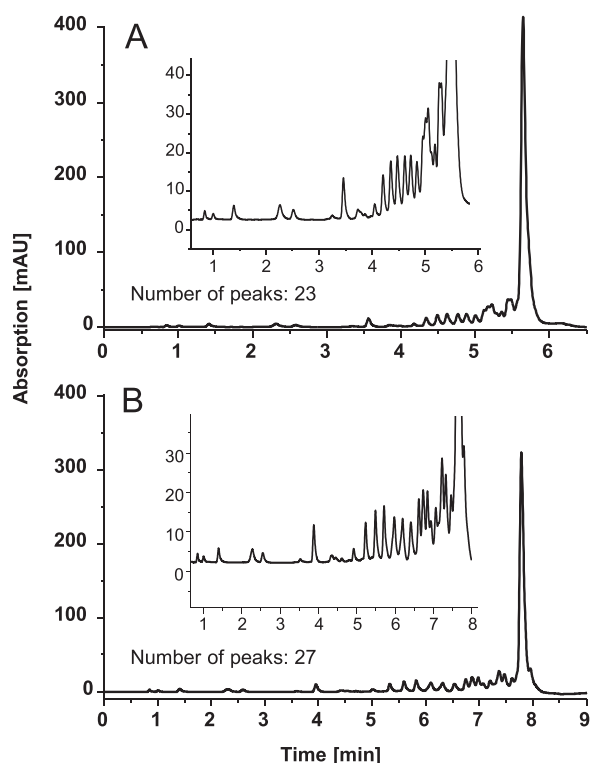 Absorption [mAU]
A
400
300
400
200
100
0
0 1 2 3 4 5 6
40
30
20
10
0
1 2 3 4 5 6
Number of peaks: 23
B
400
300
200
100
0
0 1 2 3 4 5 6 7 8 9
30
20
10
0
1 2 3 4 5 6 7 8
Number of peaks: 27
Time [min]